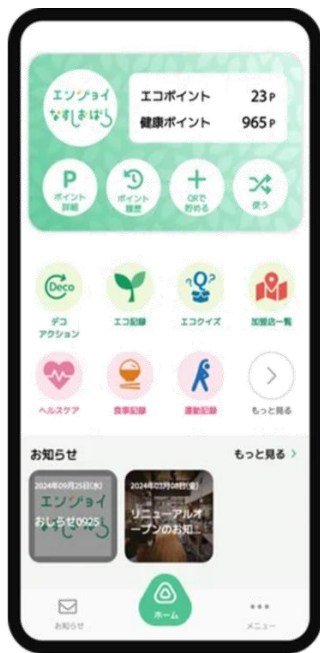 エンジョイ
なすしおばら
エコポイント 23P
健康ポイント 965P
P
ポイント
詳細
ポイント
履歴
QRで
貯める
使う
Deco
デコ
アクション
エコ記録
Q?
エコクイズ
加盟店一覧
ヘルスケア
食事記録
運動記録
もっと見る
お知らせ
もっと見る
2024年09月25日(水)
エンジョイ
おしらせ0925
2024年03月08日(金)
リニューアルオ
ープンのお知...
お知らせ
ホーム
メニュー